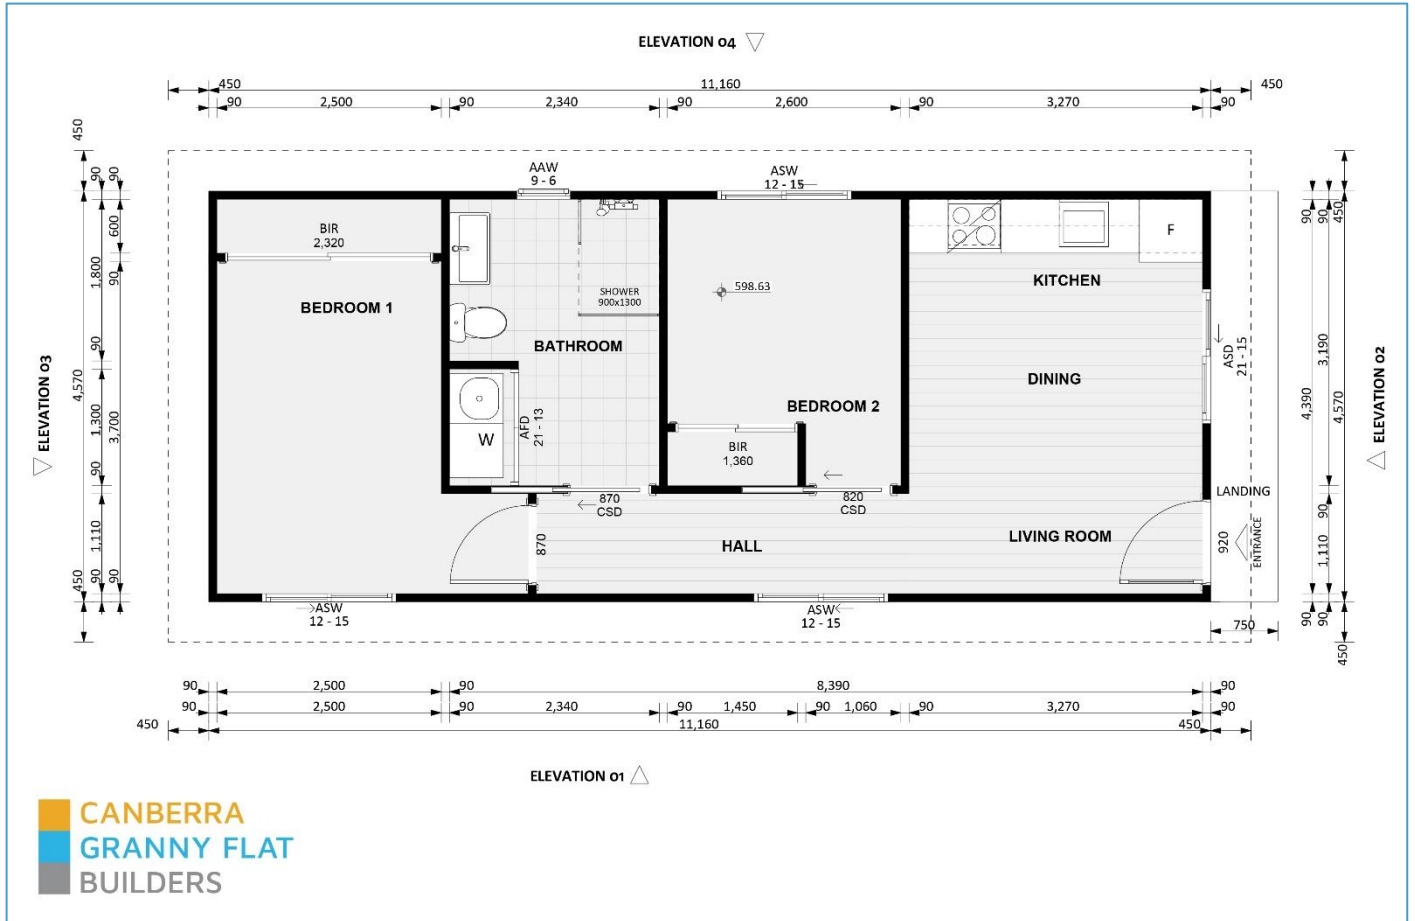 ELEVATION 04
450
11,160
450
90
2,500
90
2,340
90
2,600
90
3,270
90
450
90
90
600
1,800
90
90
1,300
3,700
4,570
90
1,110
90
90
450
ELEVATION 03
AAW
9 - 6
ASW
12 - 15
BIR
2,320
BEDROOM 1
SHOWER
900x1300
BATHROOM
598.63
F
KITCHEN
DINING
BEDROOM 2
BIR
1,360
W
AFD
21 - 13
870
CSD
820
CSD
870
HALL
LIVING ROOM
ASD
21 - 15
LANDING
920
ENTRANCE
ASW
12 - 15
ASW
12 - 15
90
90
450
3,190
4,390
4,570
90
1,110
90
90
450
750
ELEVATION 02
90
2,500
90
8,390
90
90
2,500
90
2,340
90
1,450
90
1,060
90
3,270
90
450
11,160
450
ELEVATION 01
CANBERRA
GRANNY FLAT
BUILDERS